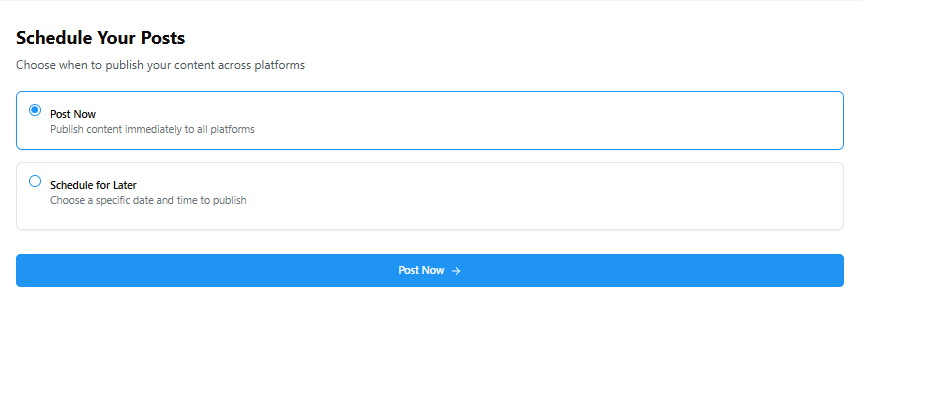 Schedule Your Posts
Choose when to publish your content across platforms
Post Now
Publish content immediately to all platforms
Schedule for Later
Choose a specific date and time to publish
Post Now →